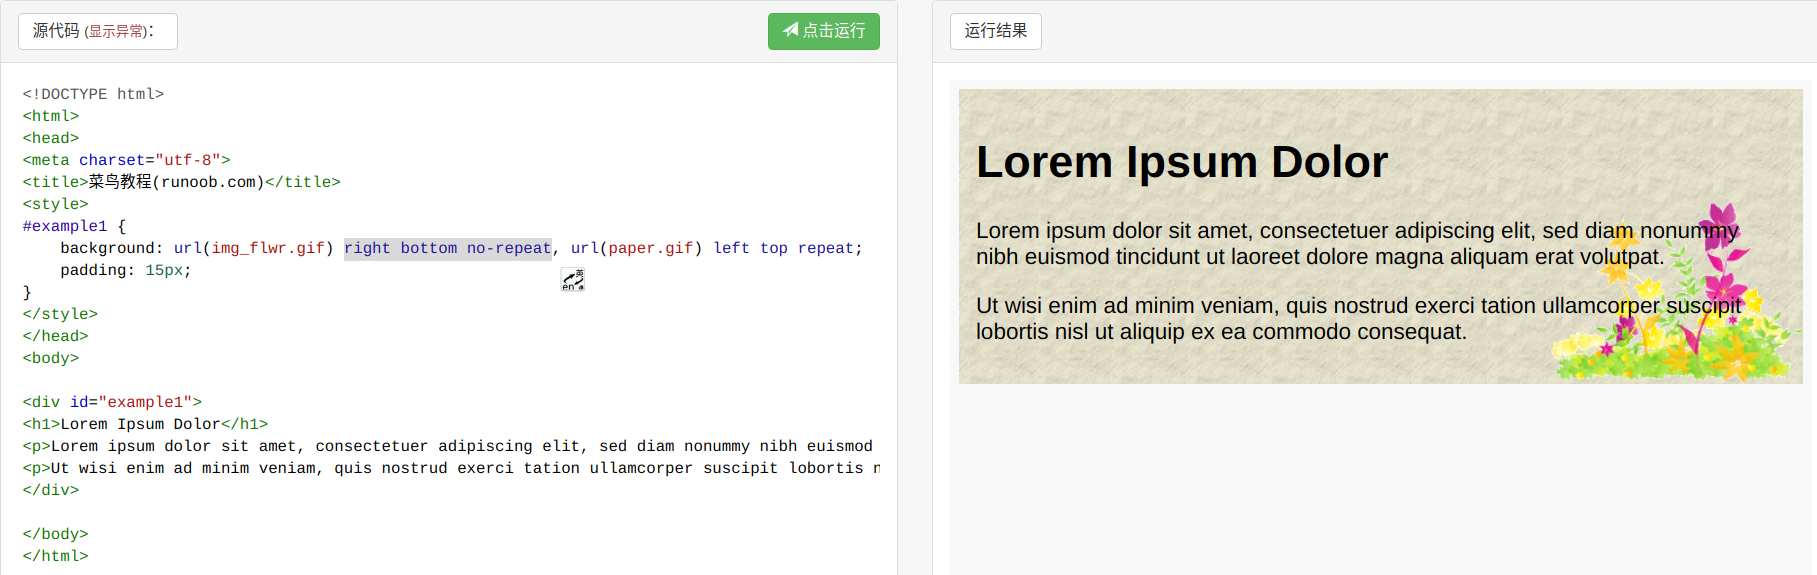 源代码 (显示异常)：
点击运行
<!DOCTYPE html>
<html>
<head>
<meta charset="utf-8">
<title>菜鸟教程(runoob.com)</title>
<style>
#example1 {
    background: url(img_flwr.gif) right bottom no-repeat, url(paper.gif) left top repeat;
    padding: 15px;
}
</style>
</head>
<body>
<div id="example1">
<h1>Lorem Ipsum Dolor</h1>
<p>Lorem ipsum dolor sit amet, consectetuer adipiscing elit, sed diam nonummy nibh euismod
<p>Ut wisi enim ad minim veniam, quis nostrud exerci tation ullamcorper suscipit lobortis n
</div>
</body>
</html>
英
en a
运行结果
Lorem Ipsum Dolor
Lorem ipsum dolor sit amet, consectetuer adipiscing elit, sed diam nonummy
nibh euismod tincidunt ut laoreet dolore magna aliquam erat volutpat.
Ut wisi enim ad minim veniam, quis nostrud exerci tation ullamcorper suscipit
lobortis nisl ut aliquip ex ea commodo consequat.